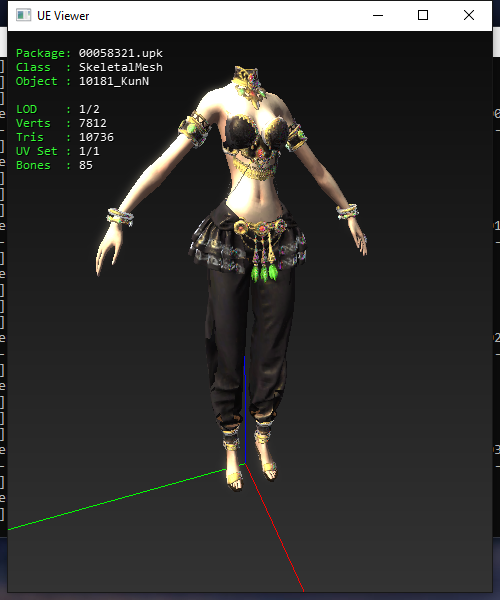 UE Viewer
Package: 00058321.upk
Class : SkeletalMesh
Object : 10181_KunN
LOD : 1/2
Verts : 7812
Tris : 10736
UV Set : 1/1
Bones : 85